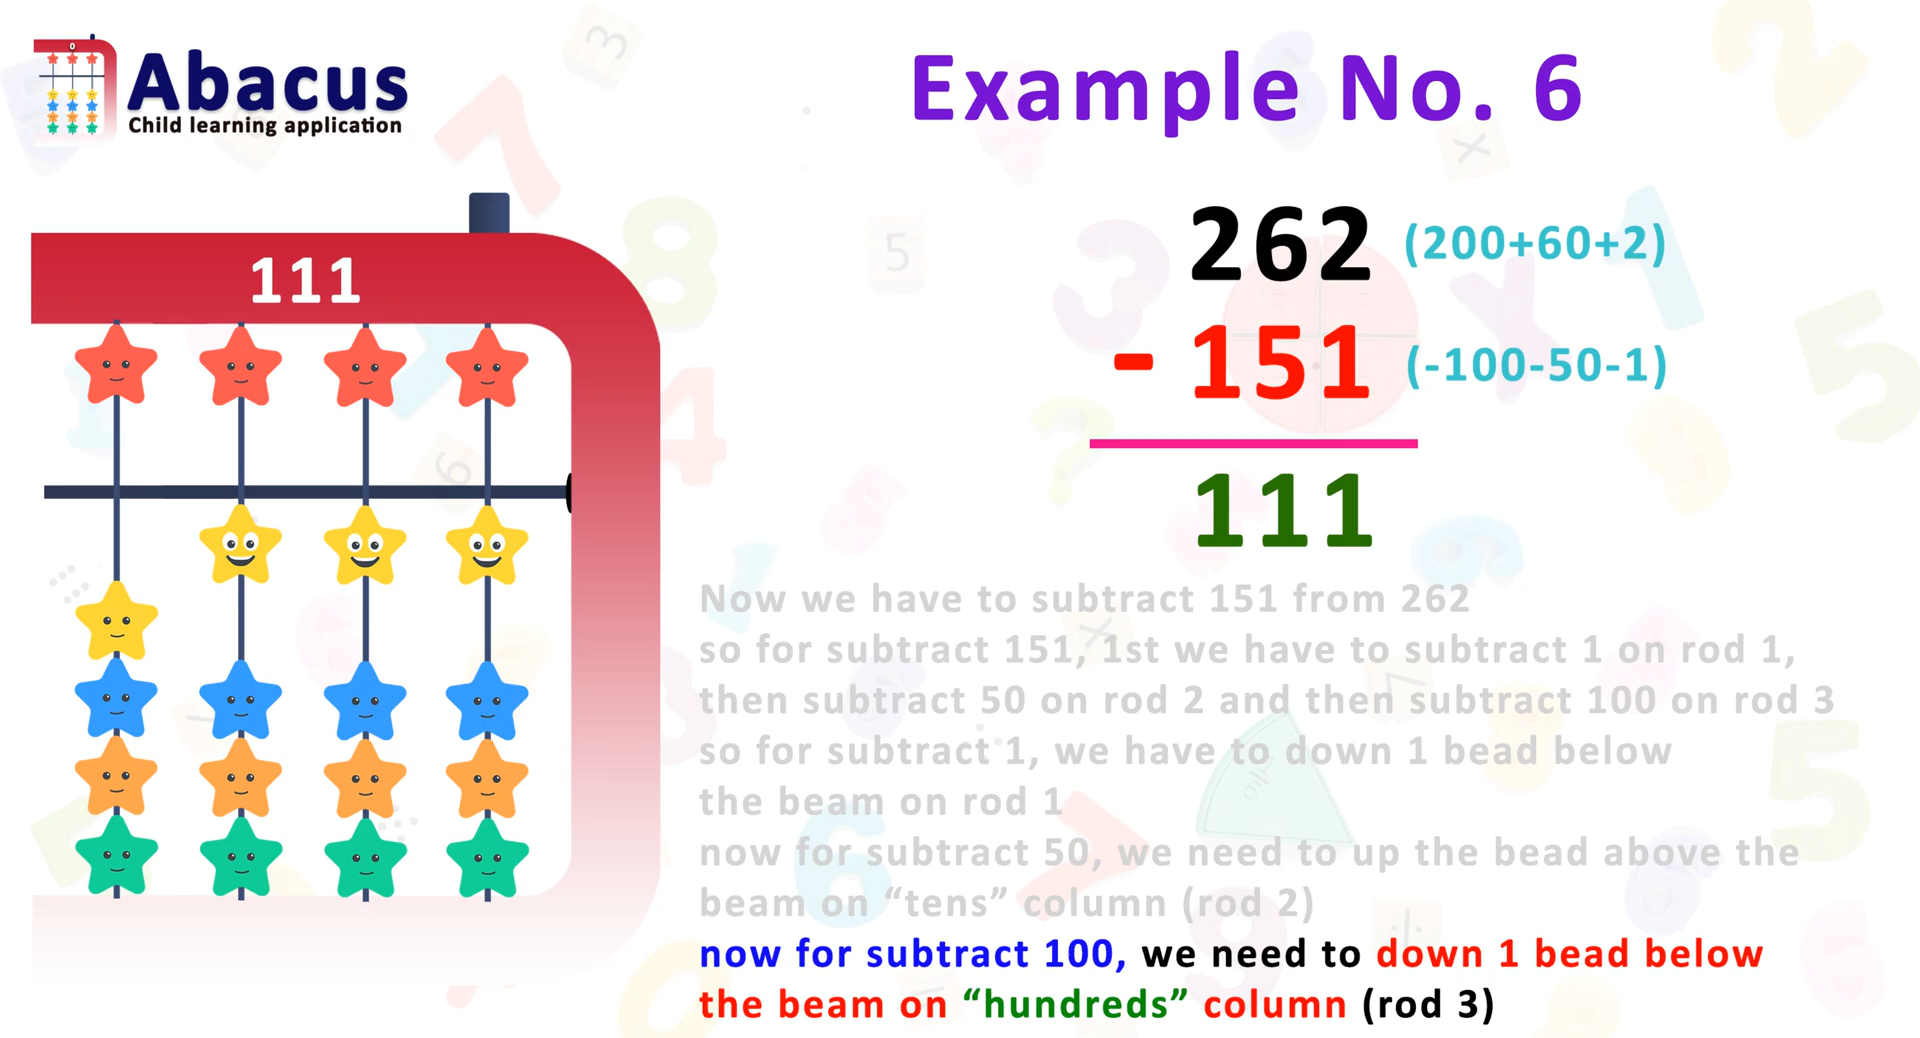 Abacus
Child learning application
Example No. 6
111
262 (200+60+2)
- 151 (-100-50-1)
111
Now we have to subtract 151 from 262
so for subtract 151, 1st we have to subtract 1 on rod 1,
then subtract 50 on rod 2 and then subtract 100 on rod 3
so for subtract 1, we have to down 1 bead below
the beam on rod 1
now for subtract 50, we need to up the bead above the
beam on “tens” column (rod 2)
now for subtract 100, we need to down 1 bead below
the beam on “hundreds” column (rod 3)